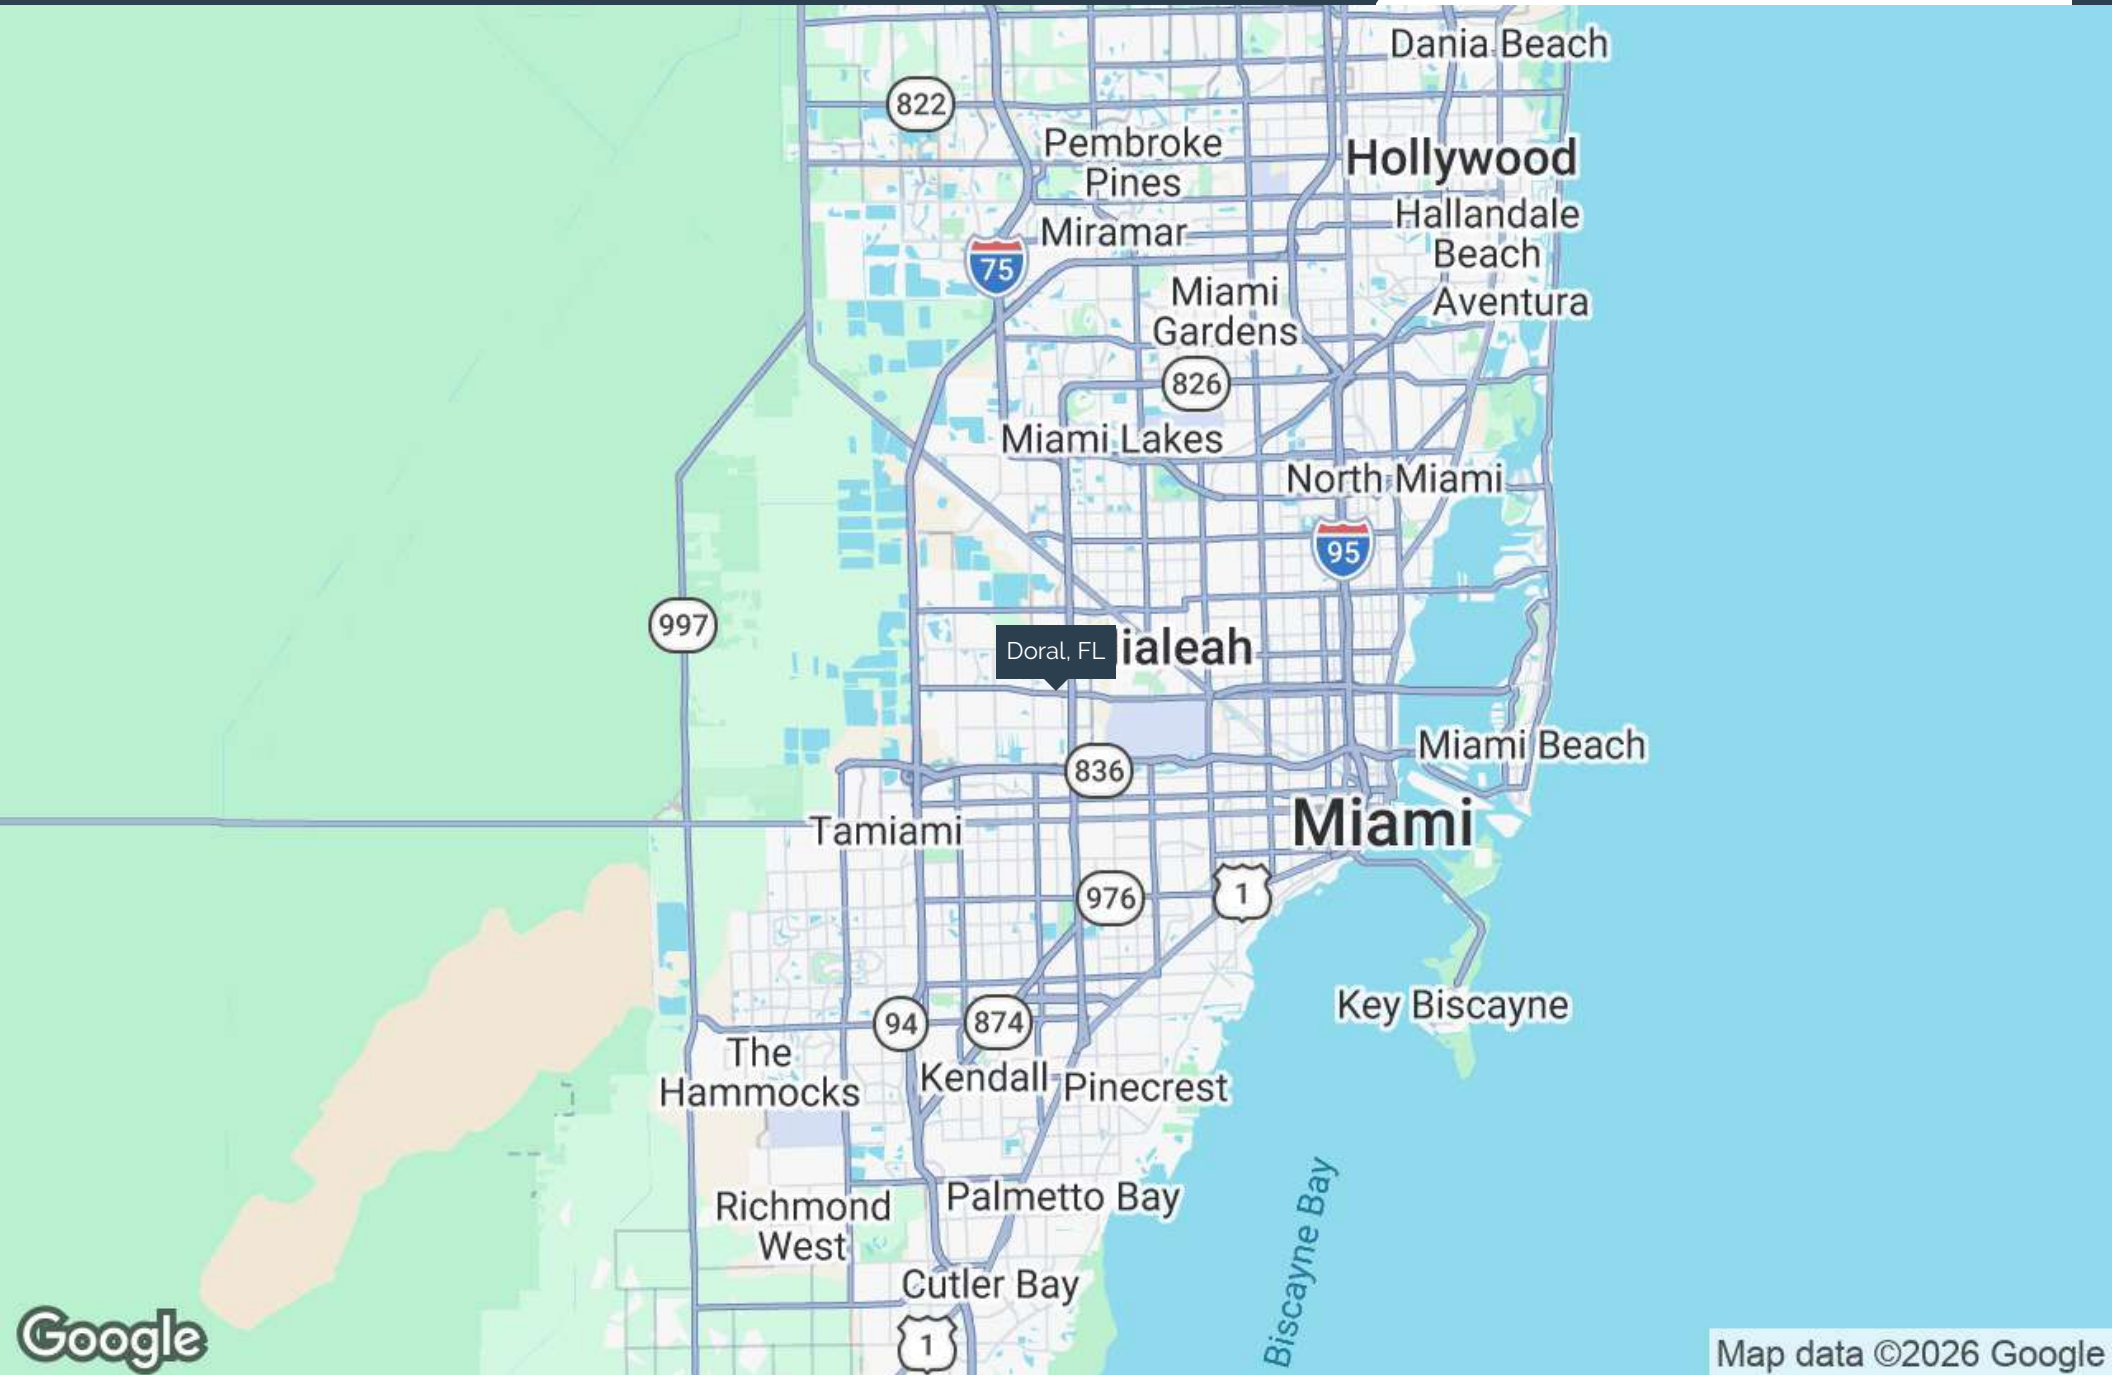 Dania Beach
822
Pembroke
Pines
Hollywood
Hallandale
Beach
Miramar
75
Miami
Gardens
Aventura
826
Miami Lakes
North Miami
95
997
Doral, FL
ialeah
Miami Beach
836
Tamiami
Miami
976
1
Key Biscayne
94
874
The
Hammocks
Kendall
Pinecrest
Richmond
West
Palmetto Bay
Biscayne Bay
Cutler Bay
1
Google
Map data ©2026 Google